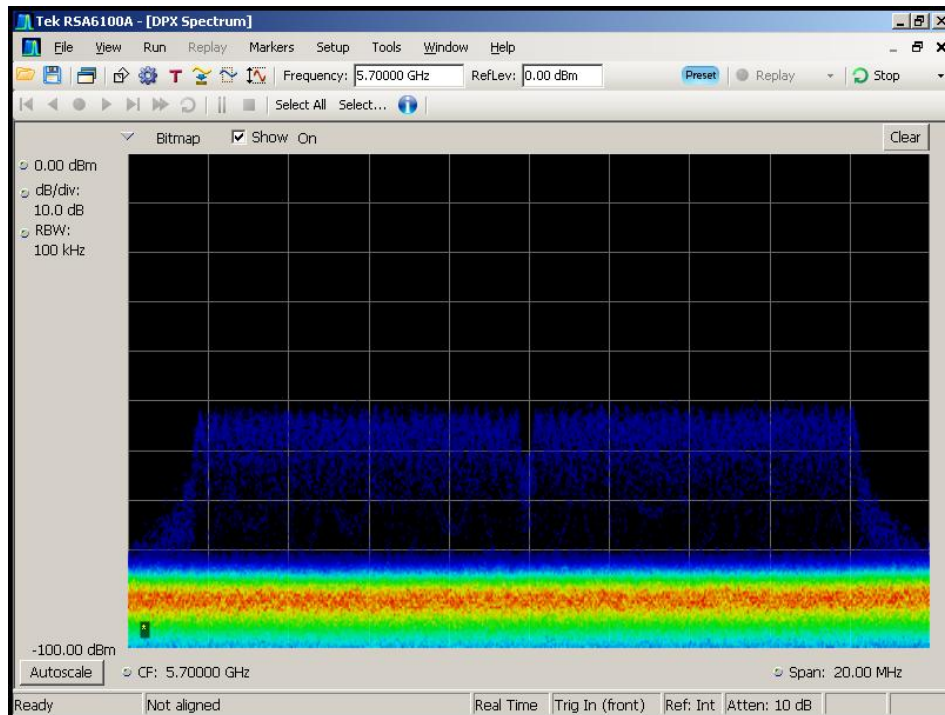 Tek RSA6100A - [DPX Spectrum]
File View Run Replay Markers Setup Tools Window Help
T Frequency: 5.70000 GHz RefLev: 0.00 dBm Preset Replay Stop
Select All Select...
Bitmap Show On Clear
0.00 dBm
dB/div:
10.0 dB
RBW:
100 kHz
-100.00 dBm
Autoscale CF: 5.70000 GHz Span: 20.00 MHz
Ready Not aligned Real Time Trig In (front) Ref: Int Atten: 10 dB